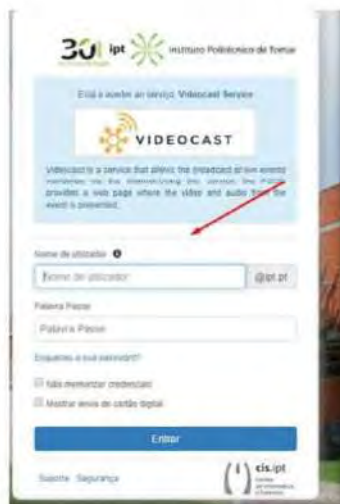 30 ipt Instituto Politécnico de Tomar
Está a aceder ao serviço Videocast Service
VIDEOCAST
Videocast is a service that allows the broadcast of live events
the
provides a web page where the video and audio from the
event is presented.
Nome de utilizador
Nome de utilizador @ipt.pt
Palavra Passe
Palavra Passe
Esqueceu a sua password?
Não memorizar credenciais
Mostrar envio de cartão digital
Entrar
Suporte Segurança
cis.ipt